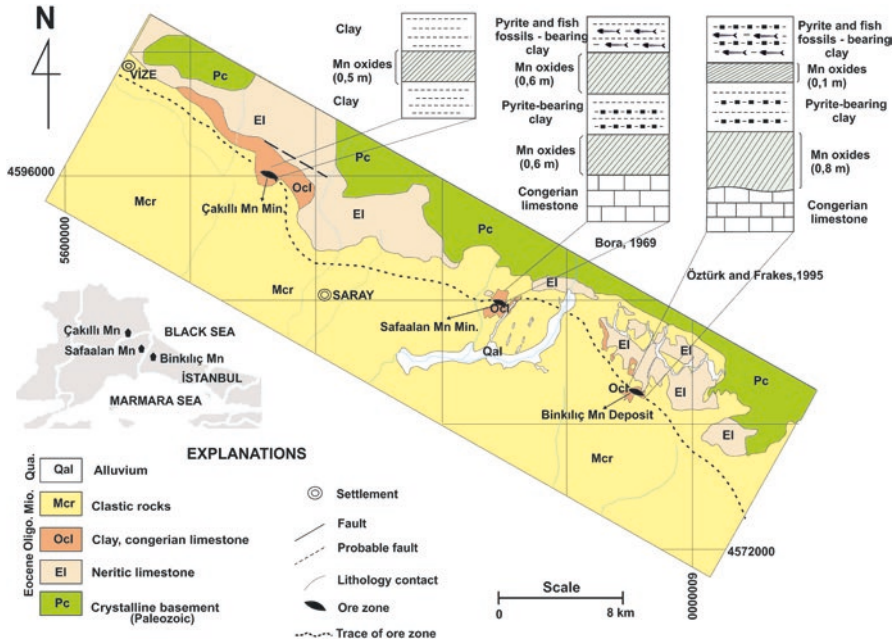 N
Clay
Mn oxides
(0,5 m)
Clay
Pyrite and fish
fossils - bearing
clay
Mn oxides
(0,6 m)
Pyrite-bearing
clay
Mn oxides
(0,6 m)
Congerian
limestone
Pyrite and fish
fossils - bearing
clay
Mn oxides
(0,1 m)
Pyrite-bearing
clay
Mn oxides
(0,8 m)
Congerian
limestone
Bora, 1969
Öztürk and Frakes,1995
VİZE
Pc
El
Pc
Ocl
4596000
Mcr
Çakıllı Mn Min.
El
Pc
5600000
Mcr
SARAY
El
Ocl
Safaalan Mn Min.
Qal
El
El
Pc
Ocl
El
Binkılıç Mn Deposit
El
Mcr
4572000
6000000
Çakıllı Mn
BLACK SEA
Safaalan Mn
Binkılıç Mn
İSTANBUL
MARMARA SEA
EXPLANATIONS
Qua.
Qal
Alluvium
Mio.
Mcr
Clastic rocks
Oligo.
Ocl
Clay, congerian limestone
Eocene
El
Neritic limestone
Pc
Crystalline basement
(Paleozoic)
Settlement
Fault
Probable fault
Lithology contact
Ore zone
Trace of ore zone
Scale
0
8 km